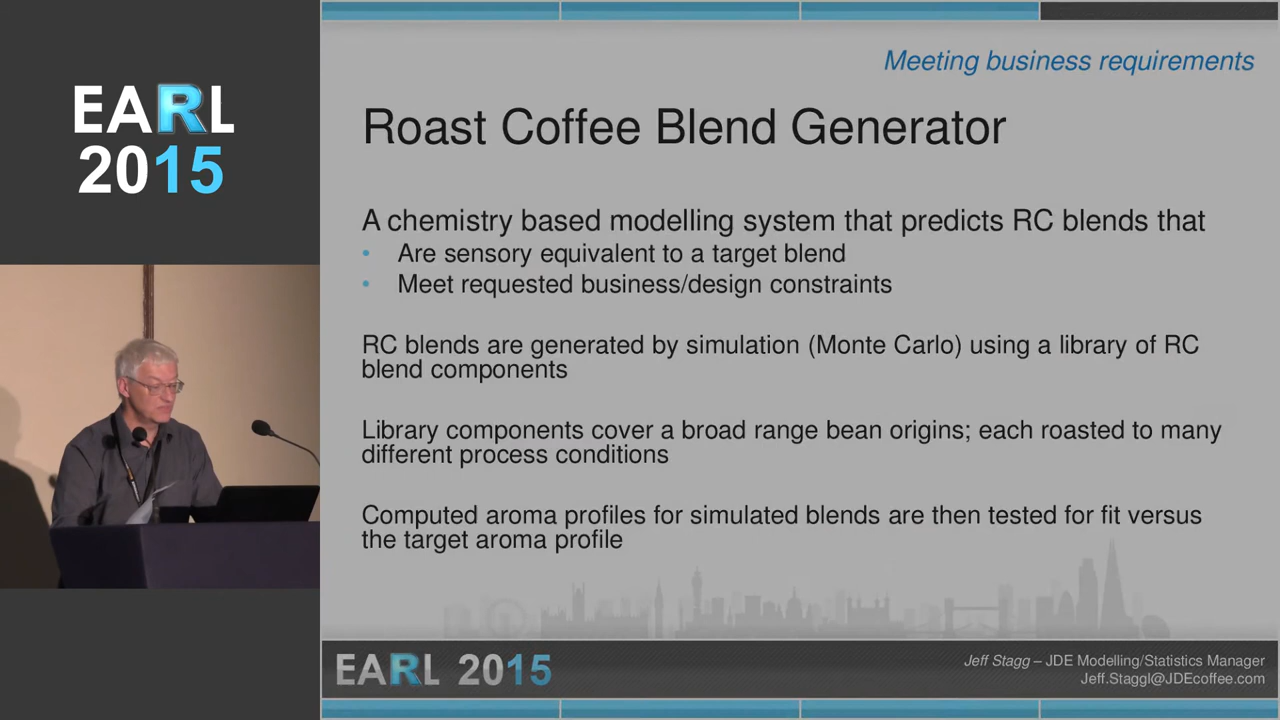 EARL
2015
Meeting business requirements
Roast Coffee Blend Generator
A chemistry based modelling system that predicts RC blends that
• Are sensory equivalent to a target blend
• Meet requested business/design constraints
RC blends are generated by simulation (Monte Carlo) using a library of RC
blend components
Library components cover a broad range bean origins; each roasted to many
different process conditions
Computed aroma profiles for simulated blends are then tested for fit versus
the target aroma profile
EARL 2015
Jeff Stagg – JDE Modelling/Statistics Manager
Jeff.Staggl@JDEcoffee.com